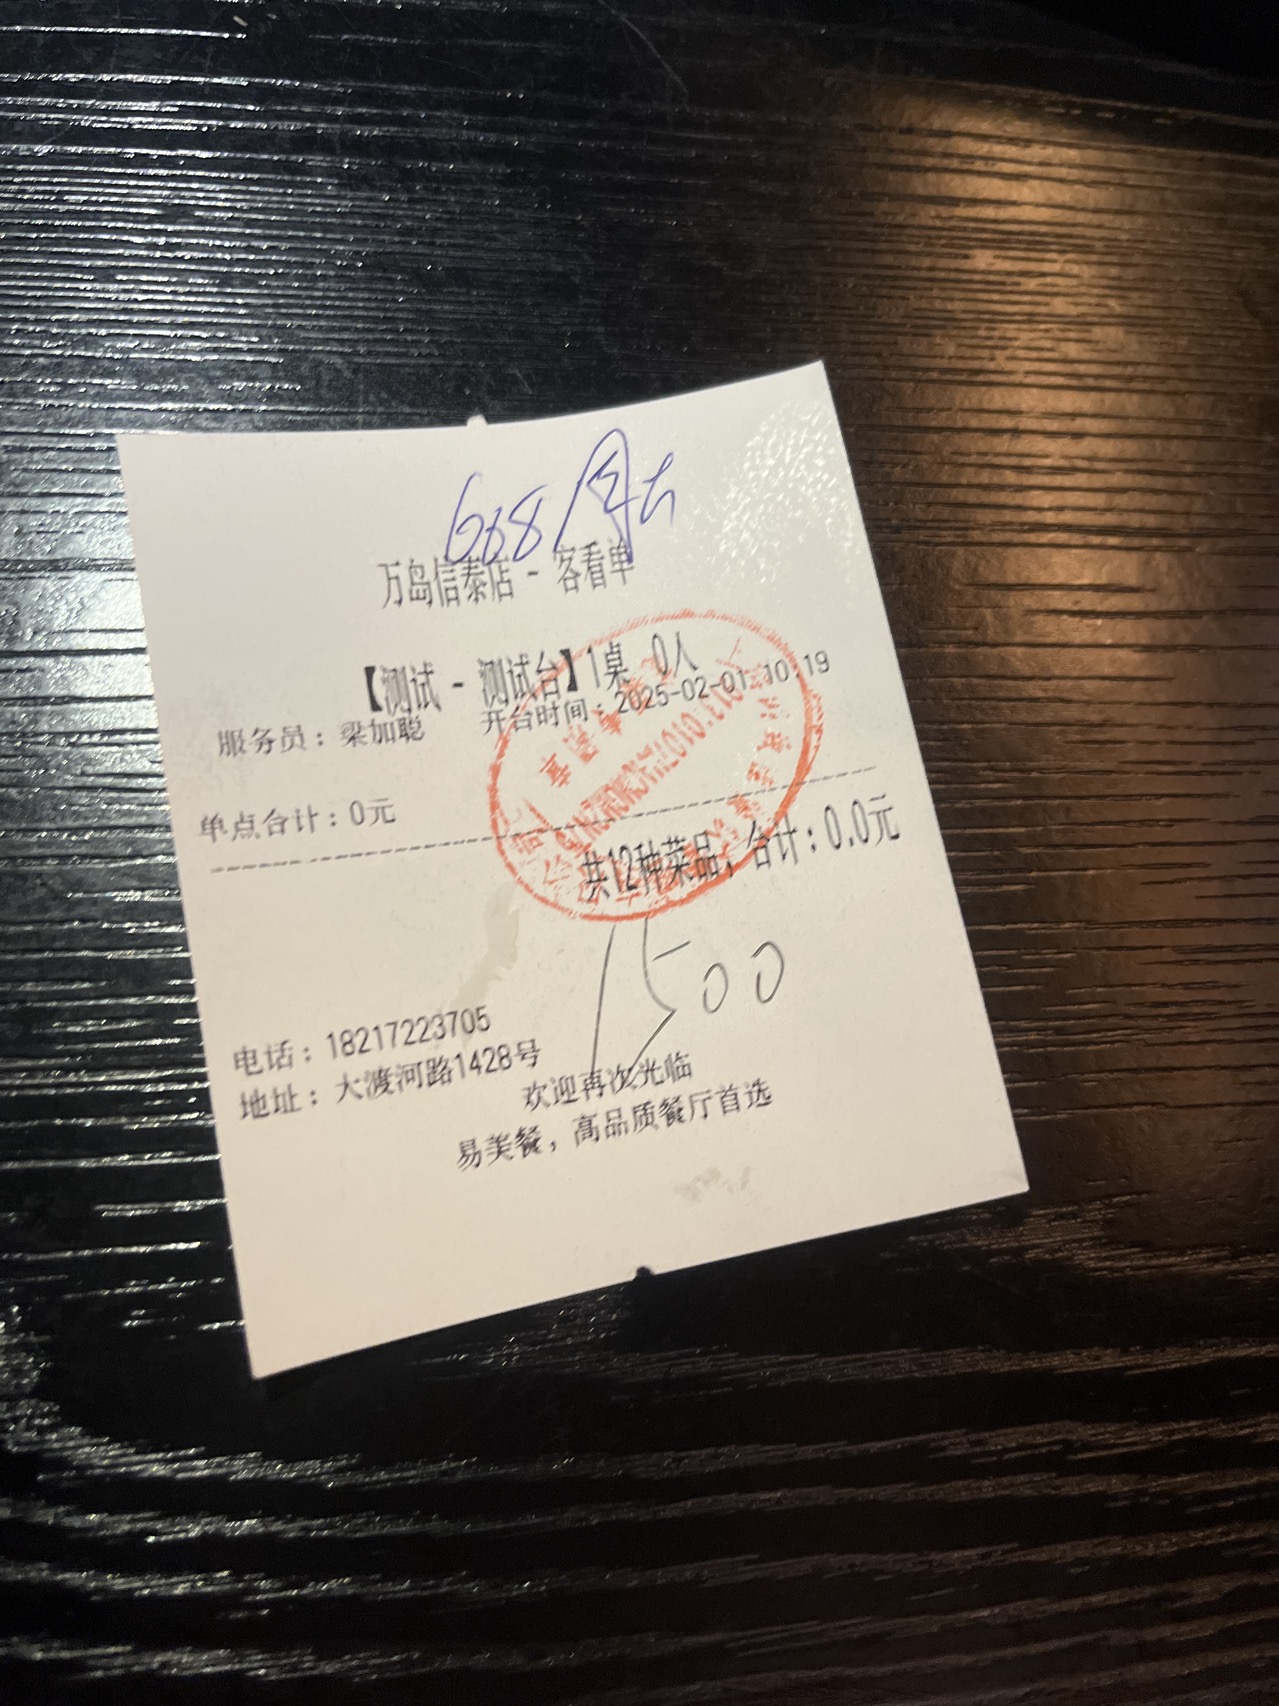 668
万岛信泰店 - 客看单
【测试 - 测试台】1桌 0人
服务员：梁加聪 开台时间：2025-02-01 10:19
单点合计：0元
共12种菜品，合计：0.0元
1500
电话：18217223705
地址：大渡河路1428号
欢迎再次光临
易美餐，高品质餐厅首选